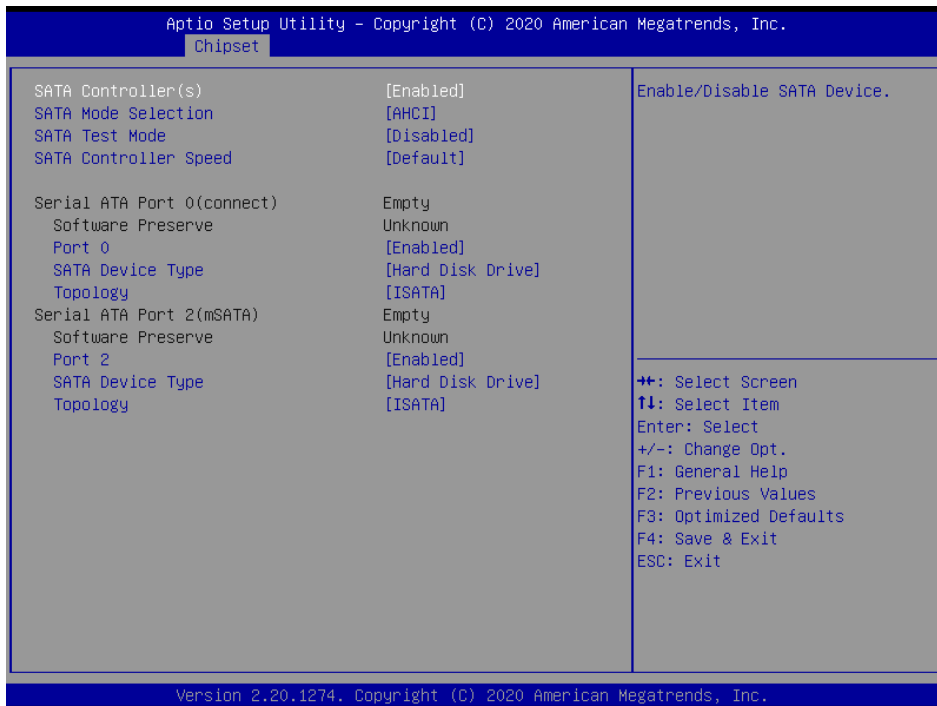 Aptio Setup Utility – Copyright (C) 2020 American Megatrends, Inc.
Chipset
SATA Controller(s) [Enabled]
SATA Mode Selection [AHCI]
SATA Test Mode [Disabled]
SATA Controller Speed [Default]
Serial ATA Port 0(connect) Empty
Software Preserve Unknown
Port 0 [Enabled]
SATA Device Type [Hard Disk Drive]
Topology [ISATA]
Serial ATA Port 2(mSATA) Empty
Software Preserve Unknown
Port 2 [Enabled]
SATA Device Type [Hard Disk Drive]
Topology [ISATA]
Enable/Disable SATA Device.
→←: Select Screen
↑↓: Select Item
Enter: Select
+/-: Change Opt.
F1: General Help
F2: Previous Values
F3: Optimized Defaults
F4: Save & Exit
ESC: Exit
Version 2.20.1274. Copyright (C) 2020 American Megatrends, Inc.